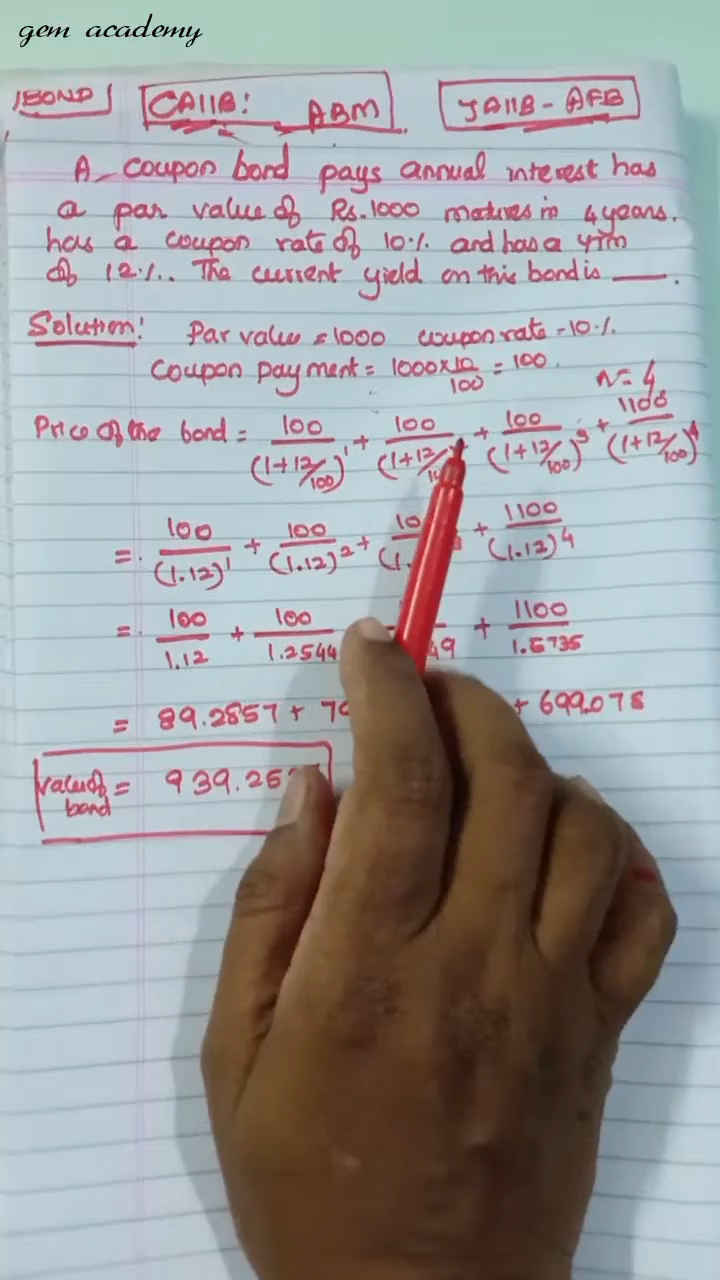 gem academy
BOND CAIIB: ABM JAIIB - AFB
A coupon bond pays annual interest has
a par value of Rs.1000 matures in 4 years.
has a coupon rate of 10%. and has a YTM
of 12%. The current yield on this bond is ____.
Solution: Par value = 1000 coupon rate = 10%.
Coupon payment = 1000 × 10/100 = 100.
N = 4
Price of the bond = 100/(1+12/100)^1 + 100/(1+12/ + 100/(1+12/100)^3 + 1100/(1+12/100)^4
= 100/(1.12)^1 + 100/(1.12)^2 + + 1100/(1.12)^4
= 100/1.12 + 100/1.2544 + 1100/1.5735
= 89.2857 + + 699.078
Value of bond = 939.25